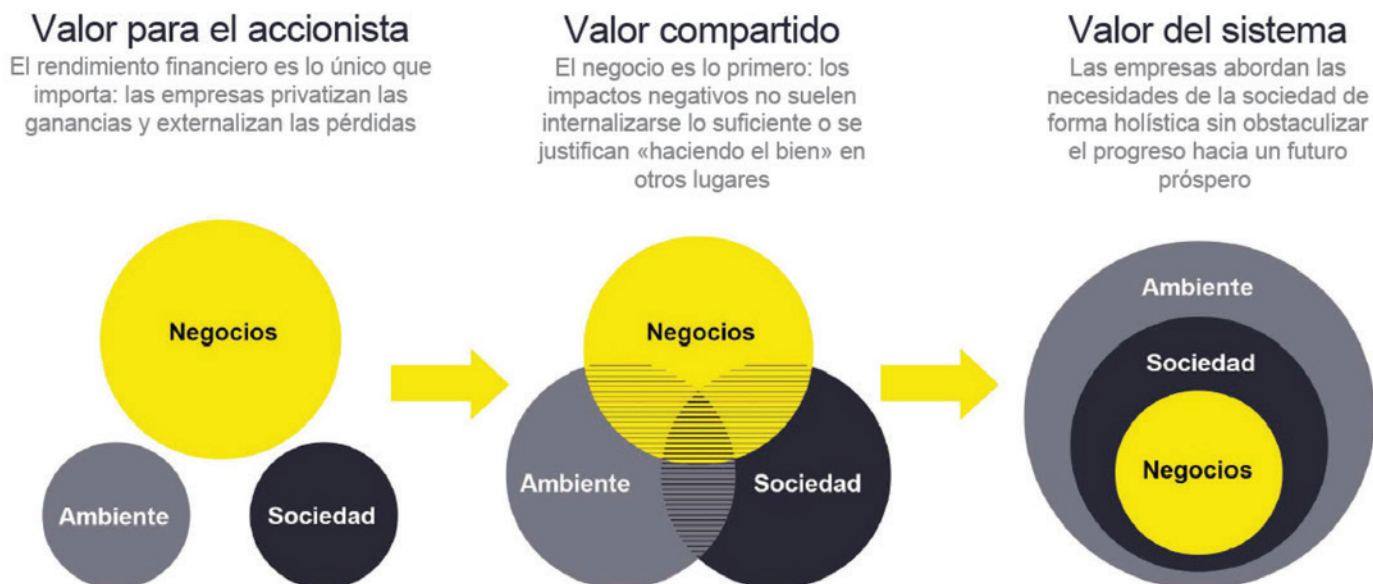 Valor para el accionista
El rendimiento financiero es lo único que
importa: las empresas privatizan las
ganancias y externalizan las pérdidas
Negocios
Ambiente
Sociedad
Valor compartido
El negocio es lo primero: los
impactos negativos no suelen
internalizarse lo suficiente o se
justifican «haciendo el bien» en
otros lugares
Negocios
Ambiente
Sociedad
Valor del sistema
Las empresas abordan las
necesidades de la sociedad de
forma holística sin obstaculizar
el progreso hacia un futuro
próspero
Ambiente
Sociedad
Negocios